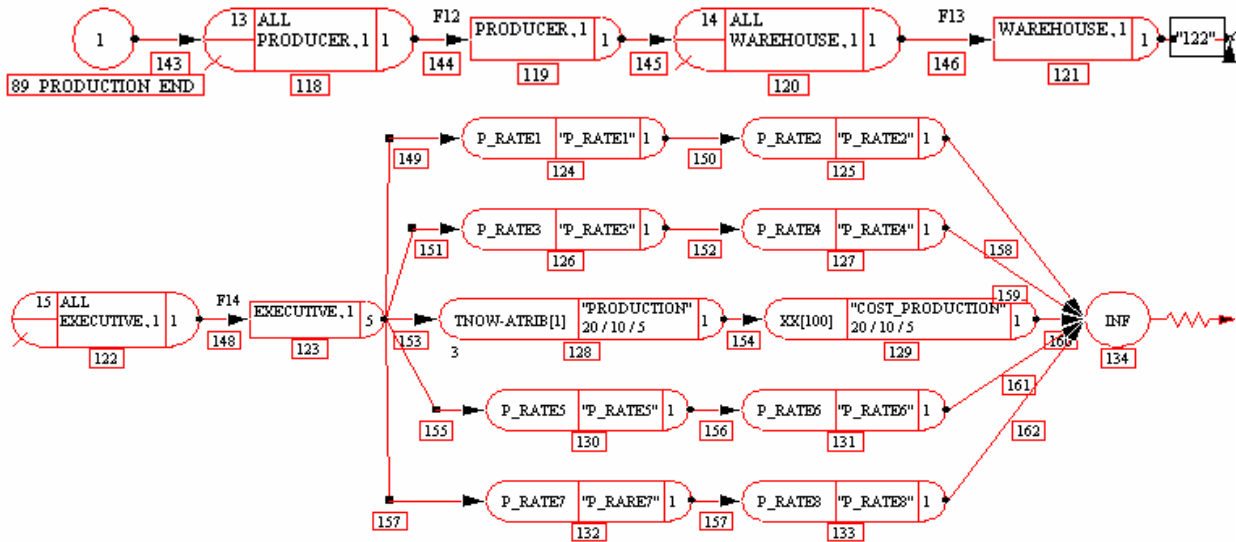 1
143
89 PRODUCTION END
13 ALL
PRODUCER,1 1
118
F12
144
PRODUCER,1 1
119
145
14 ALL
WAREHOUSE,1 1
120
F13
146
WAREHOUSE,1 1
121
"122"
149
P_RATE1 "P_RATE1" 1
124
150
P_RATE2 "P_RATE2" 1
125
151
P_RATE3 "P_RATE3" 1
126
152
P_RATE4 "P_RATE4" 1
127
158
159
15 ALL
EXECUTIVE,1 1
122
F14
148
EXECUTIVE,1 5
123
153
TNOW-ATRIB[1] "PRODUCTION" 1
20 / 10 / 5
3
128
154
XX[100] "COST_PRODUCTION" 1
20 / 10 / 5
129
INF
134
155
P_RATE5 "P_RATE5" 1
130
156
P_RATE6 "P_RATE6" 1
131
161
162
157
P_RATE7 "P_RARE7" 1
132
157
P_RATE8 "P_RATE8" 1
133